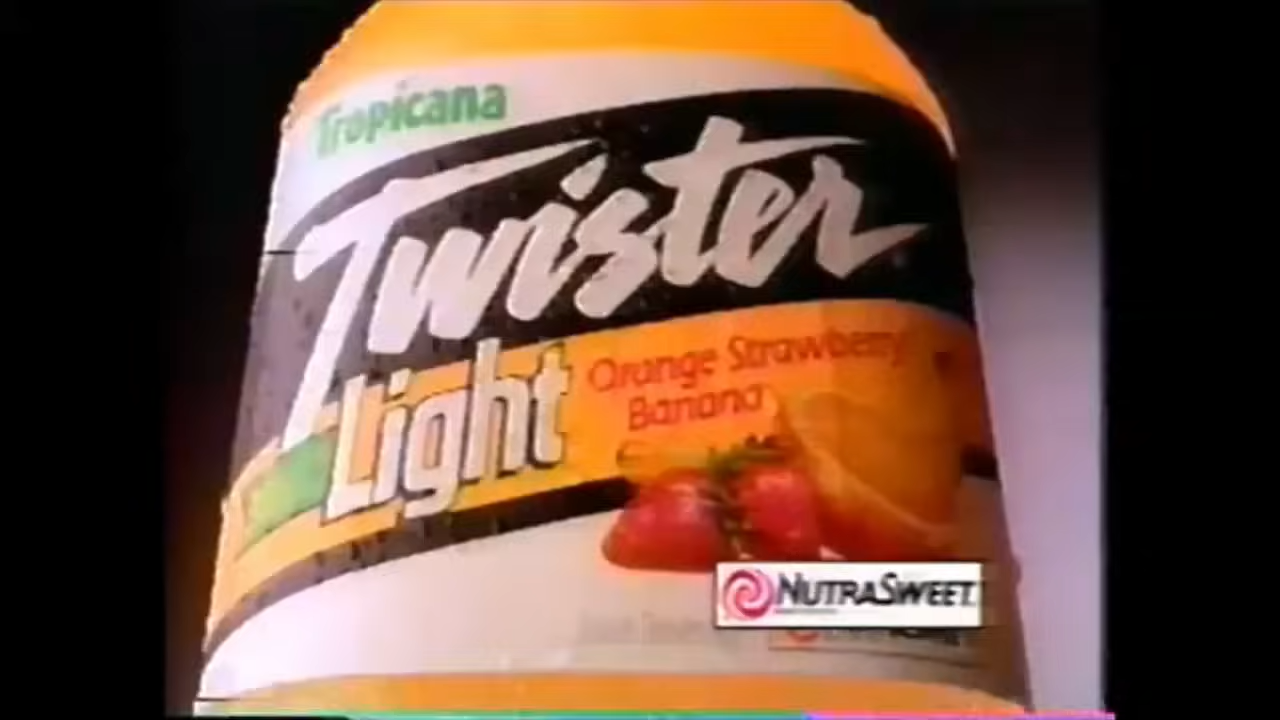 Tropicana
Twister
Light
Orange Strawberry
Banana
NUTRASWEET